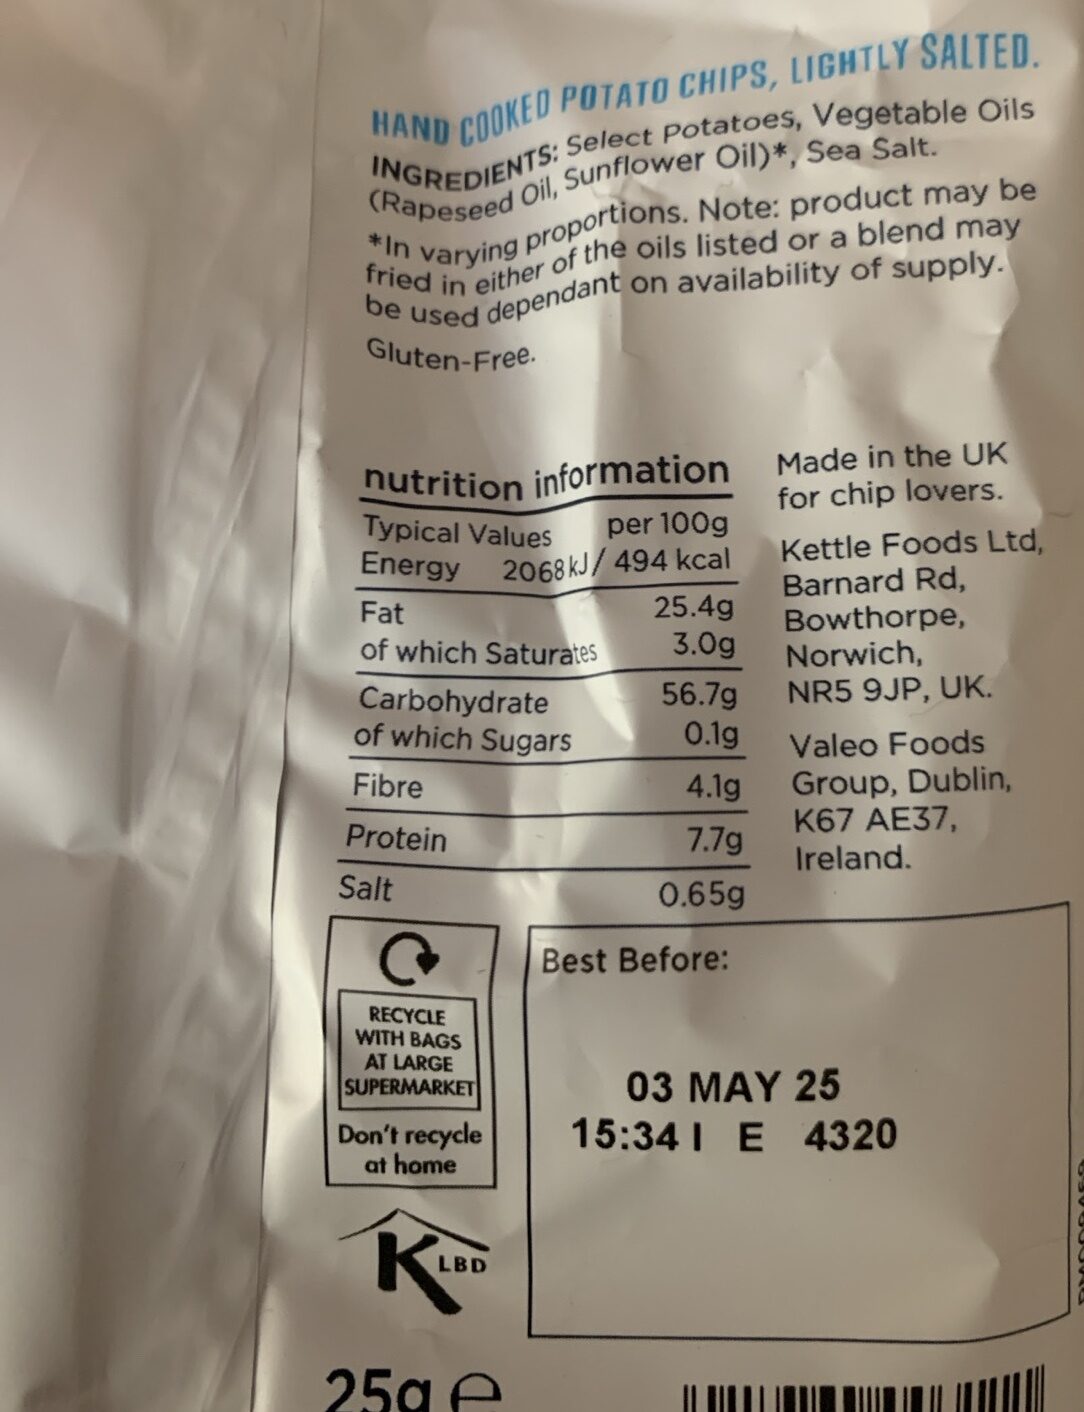 HAND COOKED POTATO CHIPS, LIGHTLY SALTED.
INGREDIENTS: Select Potatoes, Vegetable Oils
(Rapeseed Oil, Sunflower Oil)*, Sea Salt.
*In varying proportions. Note: product may be
fried in either of the oils listed or a blend may
be used dependant on availability of supply.
Gluten-Free.
nutrition information
Typical Values per 100g
Energy 2068kJ/ 494 kcal
Fat 25.4g
of which Saturates 3.0g
Carbohydrate 56.7g
of which Sugars 0.1g
Fibre 4.1g
Protein 7.7g
Salt 0.65g
Made in the UK
for chip lovers.
Kettle Foods Ltd,
Barnard Rd,
Bowthorpe,
Norwich,
NR5 9JP, UK.
Valeo Foods
Group, Dublin,
K67 AE37,
Ireland.
RECYCLE
WITH BAGS
AT LARGE
SUPERMARKET
Don't recycle
at home
K LBD
Best Before:
03 MAY 25
15:34 I E 4320
25g e